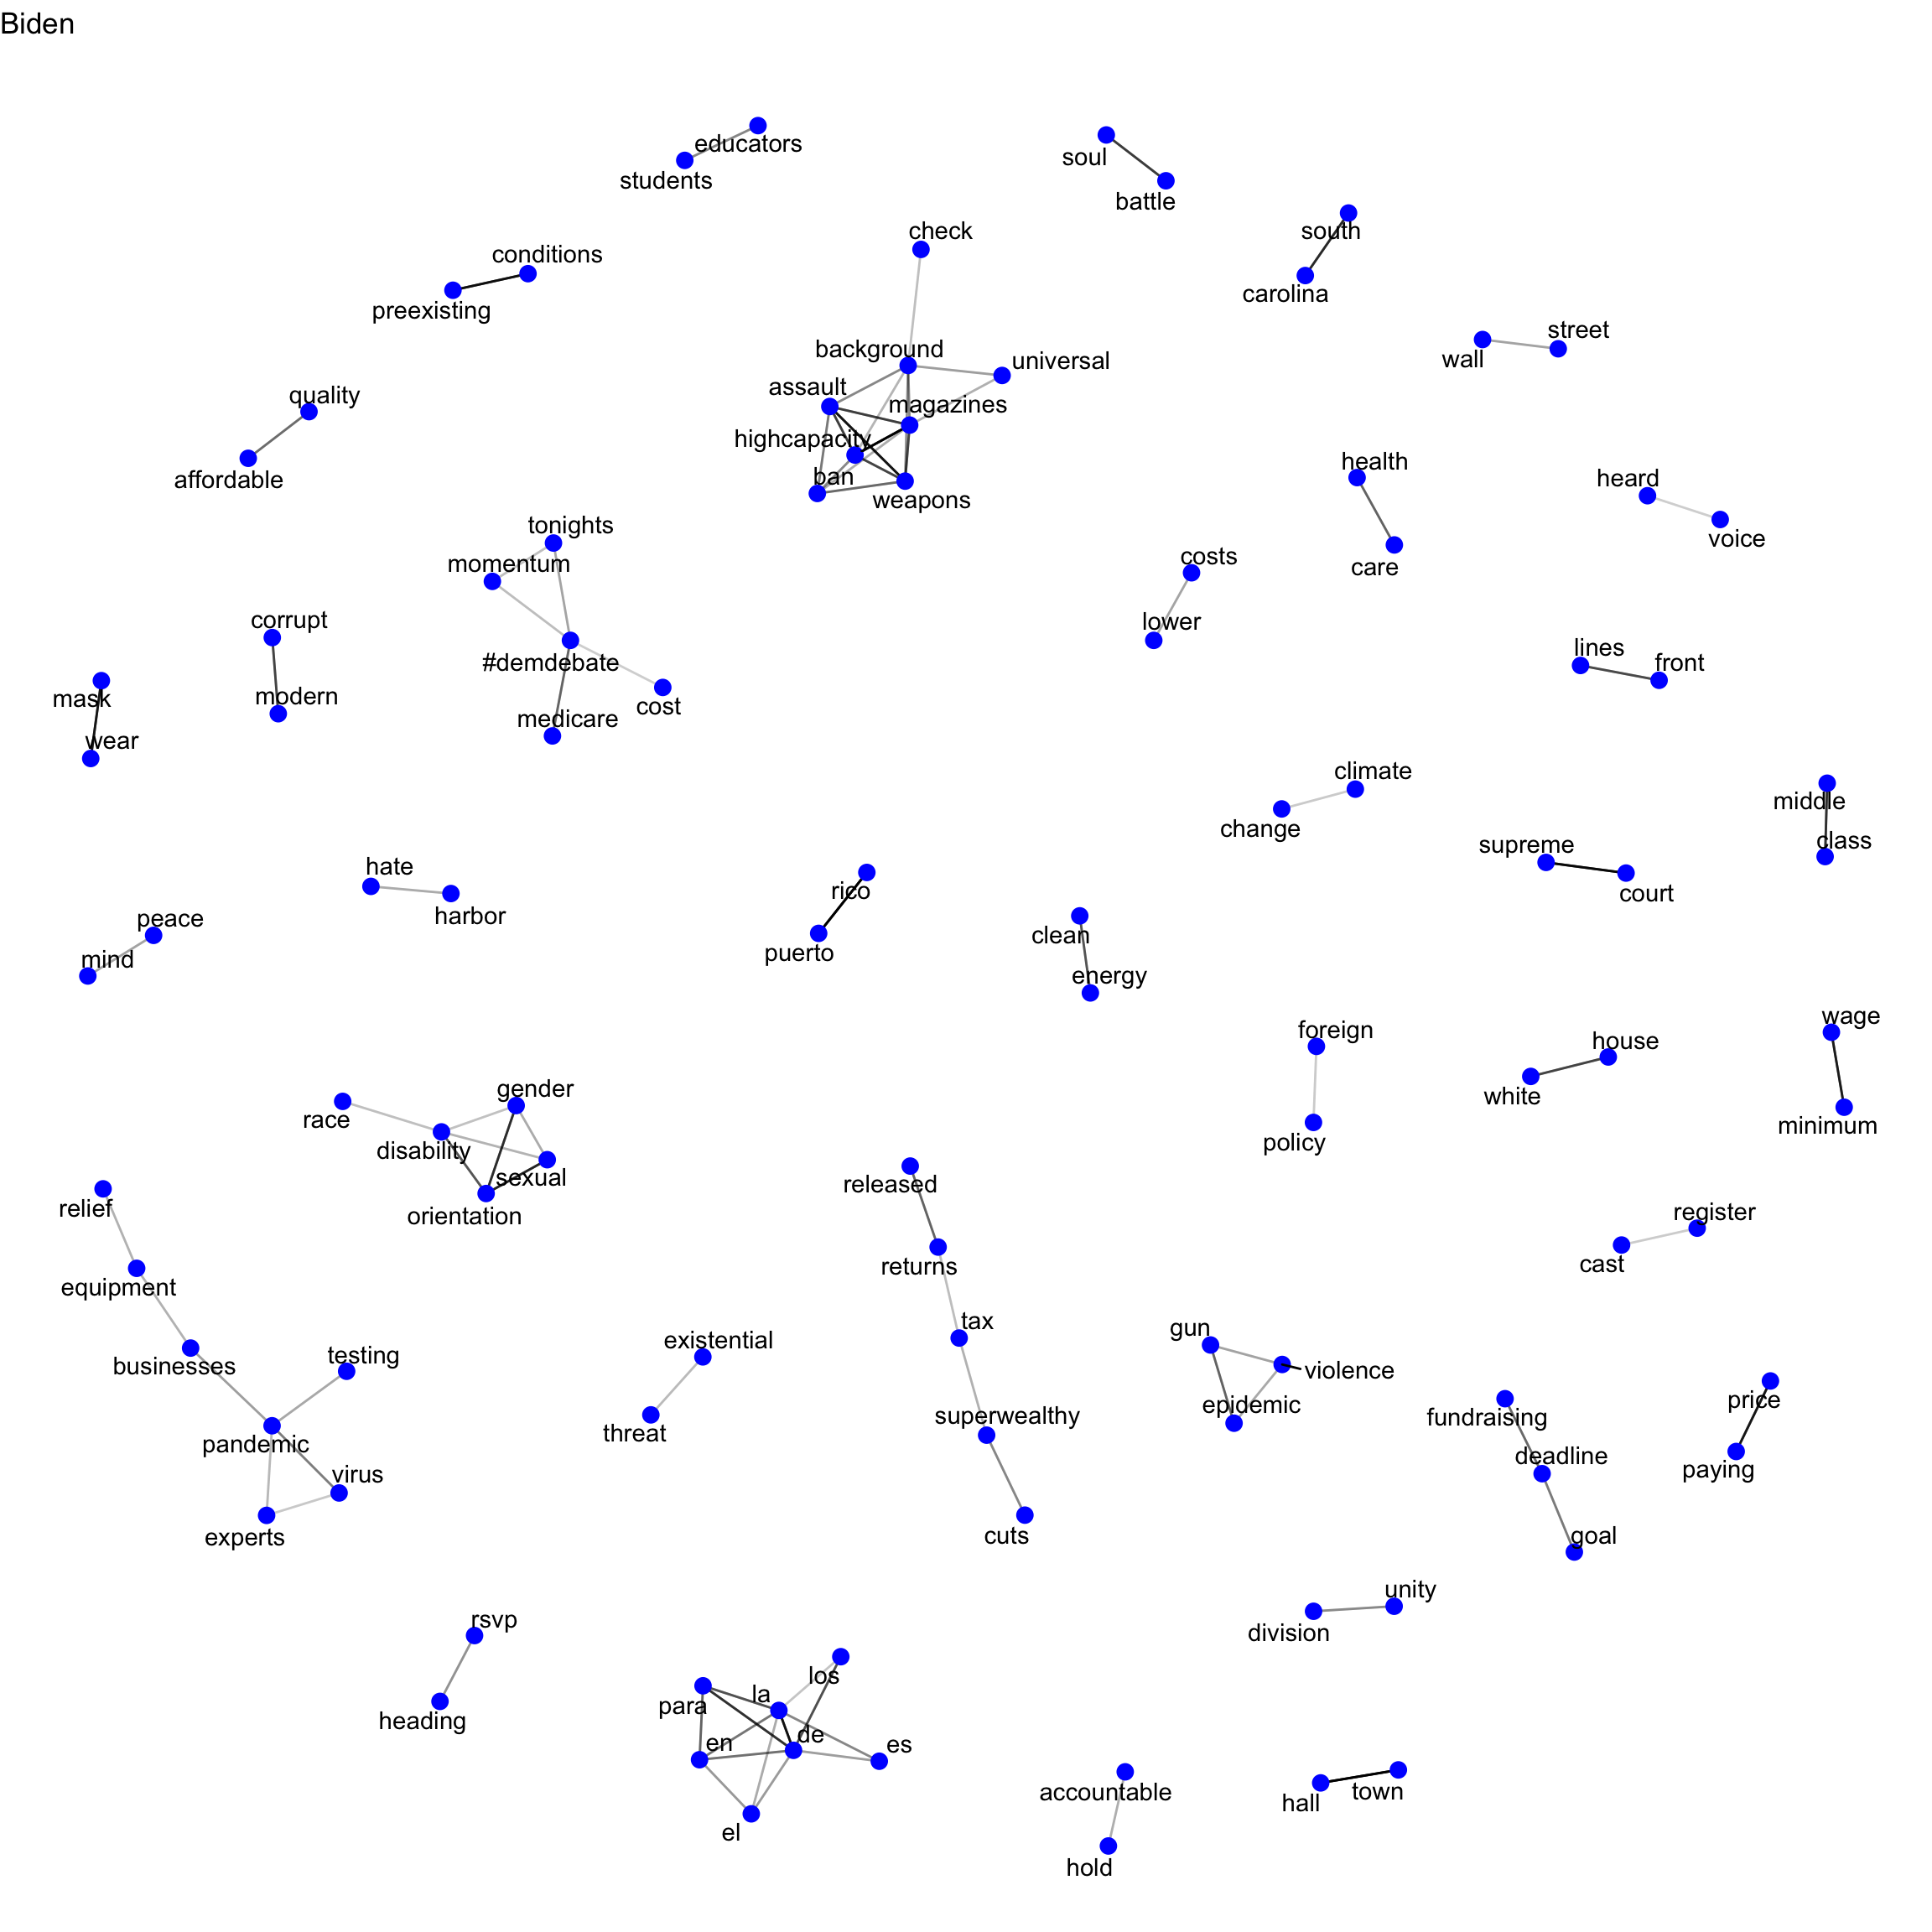 Biden
educators
students
soul
battle
south
carolina
check
conditions
preexisting
street
wall
background
universal
assault
magazines
quality
highcapacity
affordable
ban
weapons
health
heard
care
voice
tonights
momentum
costs
lower
corrupt
#demdebate
lines
front
mask
modern
cost
medicare
wear
climate
change
middle
class
supreme
court
hate
harbor
rico
puerto
peace
mind
clean
energy
foreign
policy
house
white
wage
minimum
gender
race
disability
sexual
orientation
released
returns
relief
equipment
register
cast
tax
businesses
testing
existential
threat
gun
violence
epidemic
superwealthy
cuts
pandemic
virus
experts
fundraising
deadline
goal
price
paying
unity
division
rsvp
heading
los
la
para
en
de
es
el
accountable
hold
hall
town